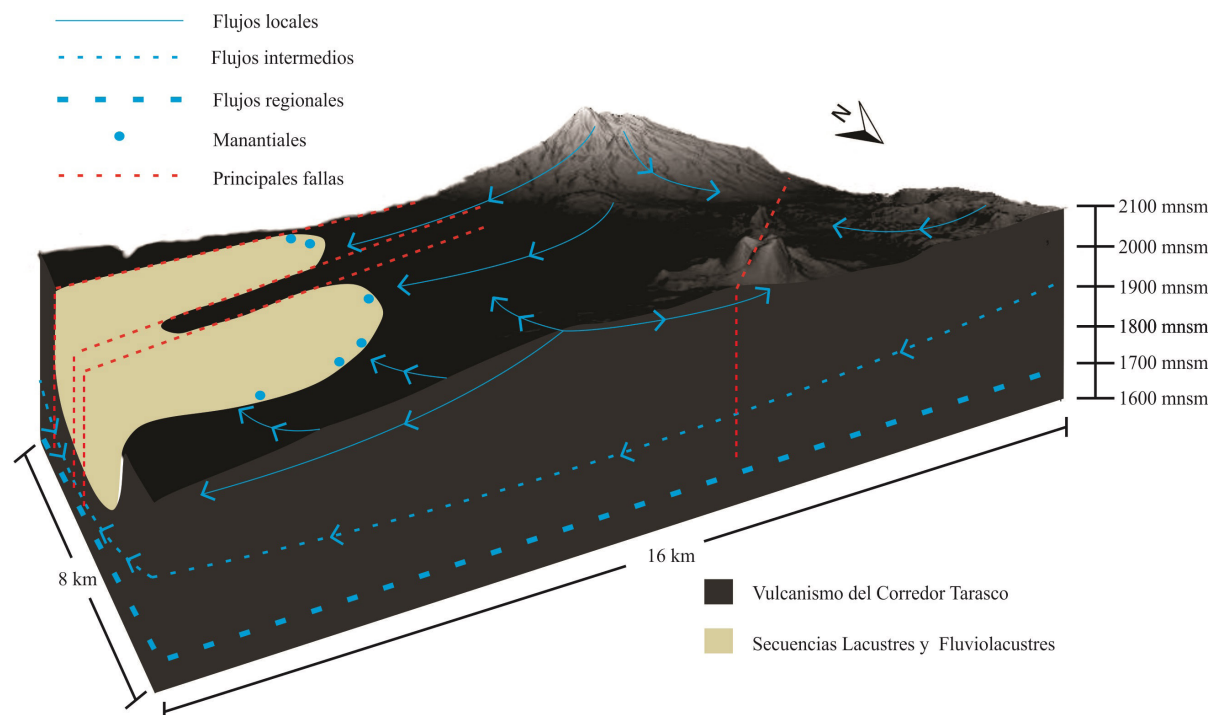 Flujos locales
Flujos intermedios
Flujos regionales
Manantiales
Principales fallas
N
2100 mnsm
2000 mnsm
1900 mnsm
1800 mnsm
1700 mnsm
1600 mnsm
8 km
16 km
Vulcanismo del Corredor Tarasco
Secuencias Lacustres y Fluviolacustres